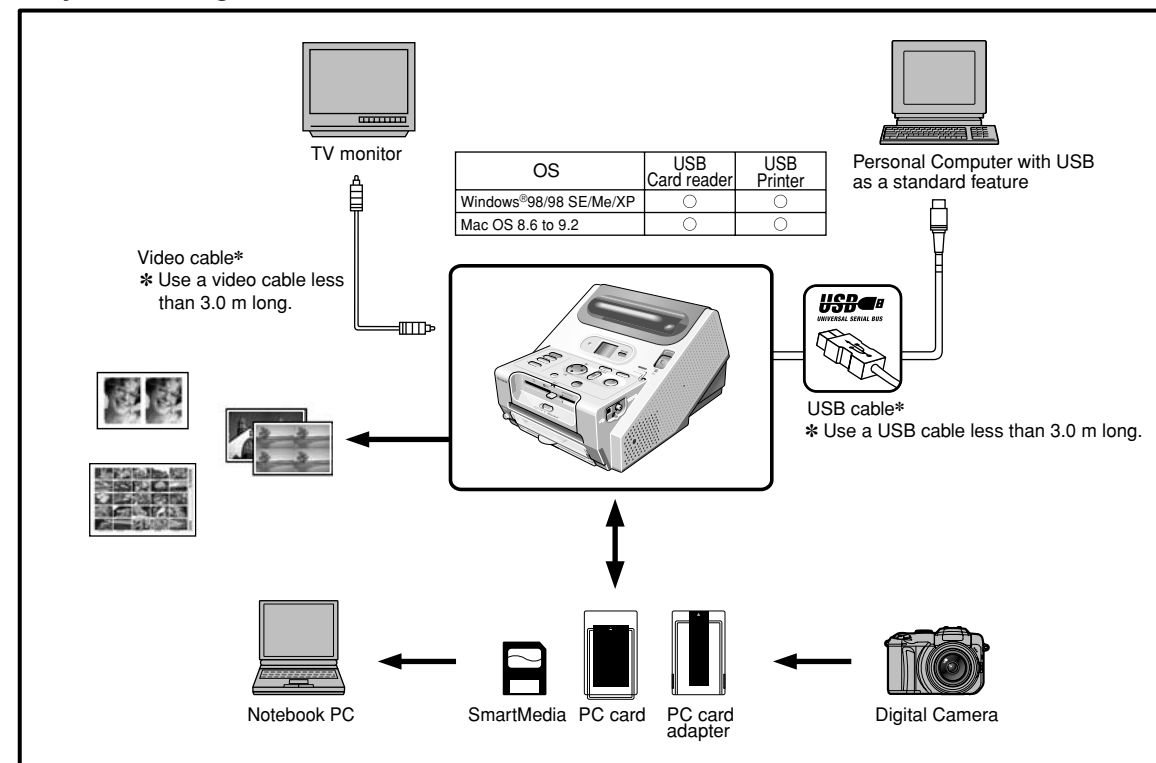 TV monitor
OS
USB Card reader
USB Printer
Windows®98/98 SE/Me/XP ○ ○
Mac OS 8.6 to 9.2 ○ ○
Personal Computer with USB
as a standard feature
Video cable*
* Use a video cable less
than 3.0 m long.
USB
UNIVERSAL SERIAL BUS
USB cable*
* Use a USB cable less than 3.0 m long.
Notebook PC
SmartMedia
PC card
PC card
adapter
Digital Camera